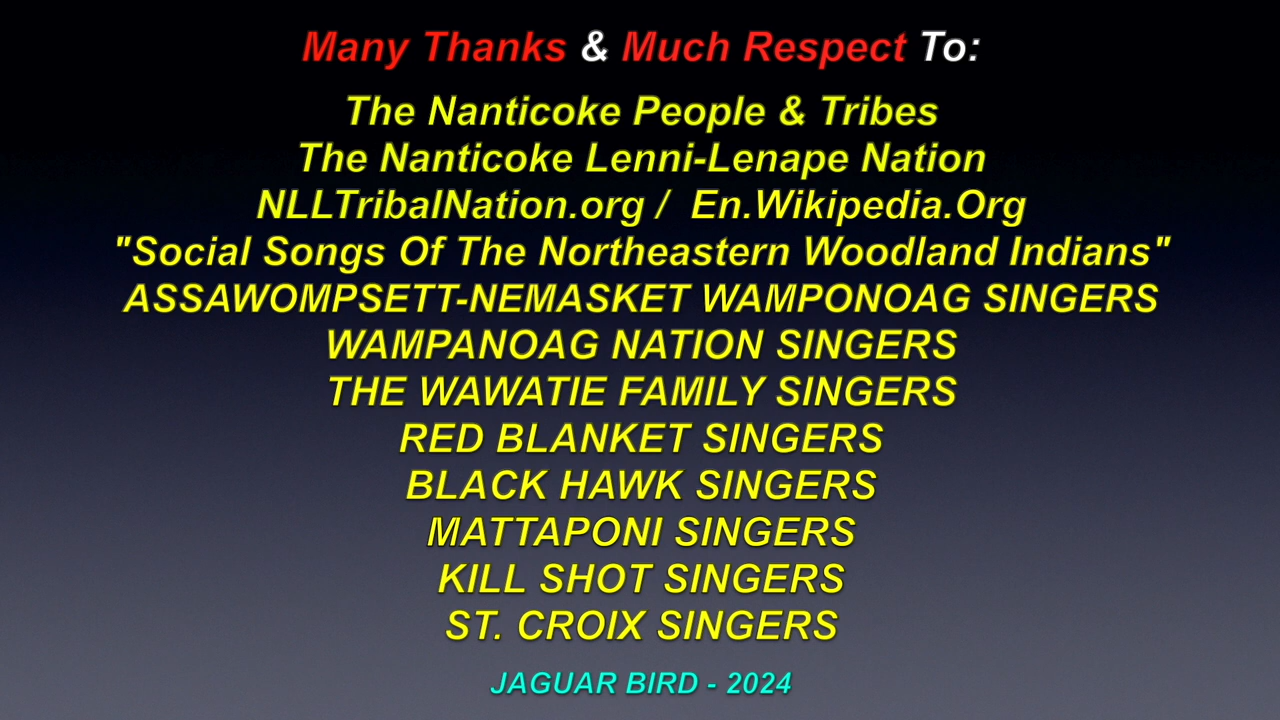 Many Thanks & Much Respect To:
The Nanticoke People & Tribes
The Nanticoke Lenni-Lenape Nation
NLLTribalNation.org /  En.Wikipedia.Org
"Social Songs Of The Northeastern Woodland Indians"
ASSAWOMPSETT-NEMASKET WAMPONOAG SINGERS
WAMPANOAG NATION SINGERS
THE WAWATIE FAMILY SINGERS
RED BLANKET SINGERS
BLACK HAWK SINGERS
MATTAPONI SINGERS
KILL SHOT SINGERS
ST. CROIX SINGERS
JAGUAR BIRD - 2024